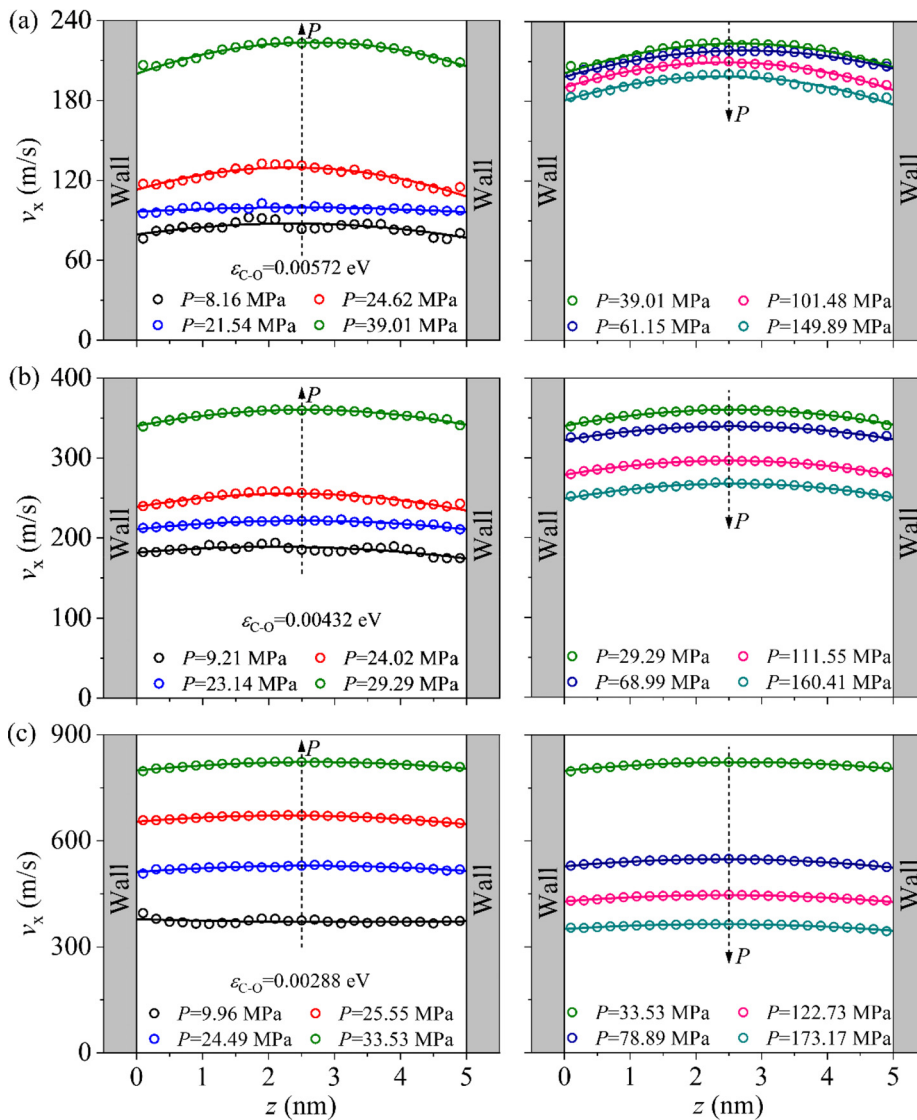 (a)
240
180
120
60
0
v_x (m/s)
Wall
P
Wall
ε_C-O=0.00572 eV
P=8.16 MPa P=24.62 MPa
P=21.54 MPa P=39.01 MPa
Wall
P
Wall
P=39.01 MPa P=101.48 MPa
P=61.15 MPa P=149.89 MPa
(b)
400
300
200
100
0
v_x (m/s)
Wall
P
Wall
ε_C-O=0.00432 eV
P=9.21 MPa P=24.02 MPa
P=23.14 MPa P=29.29 MPa
Wall
P
Wall
P=29.29 MPa P=111.55 MPa
P=68.99 MPa P=160.41 MPa
(c)
900
600
300
0
v_x (m/s)
Wall
P
Wall
ε_C-O=0.00288 eV
P=9.96 MPa P=25.55 MPa
P=24.49 MPa P=33.53 MPa
0 1 2 3 4 5
z (nm)
Wall
P
Wall
P=33.53 MPa P=122.73 MPa
P=78.89 MPa P=173.17 MPa
0 1 2 3 4 5
z (nm)